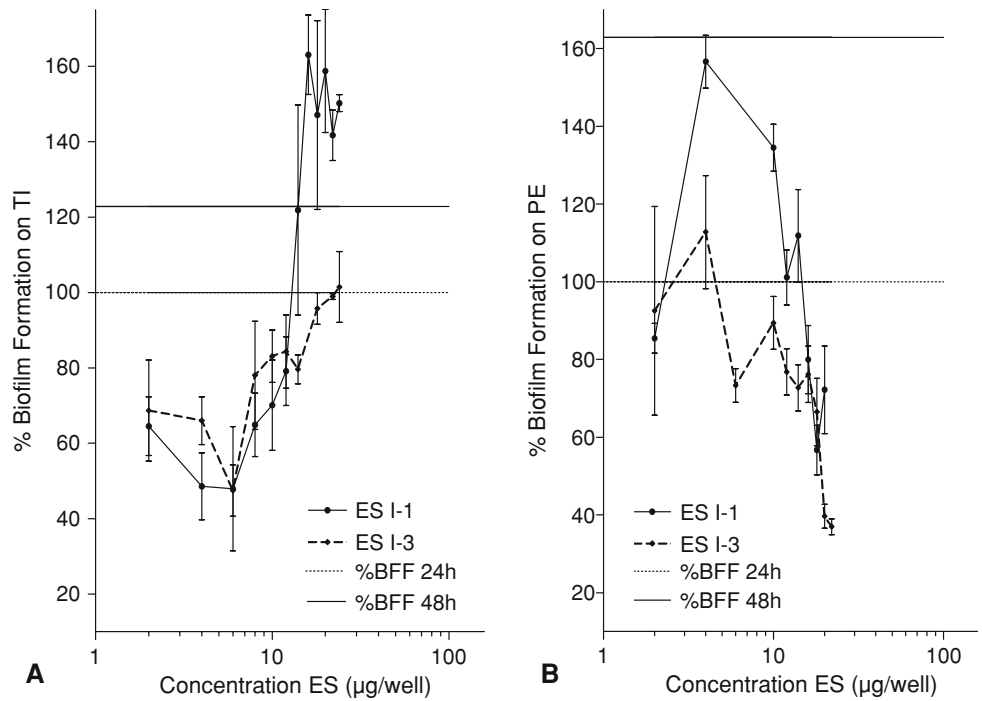 % Biofilm Formation on TI
160
140
120
100
80
60
40
20
1
10
100
Concentration ES (µg/well)
A
ES I-1
ES I-3
%BFF 24h
%BFF 48h
% Biofilm Formation on PE
160
140
120
100
80
60
40
20
1
10
100
Concentration ES (µg/well)
B
ES I-1
ES I-3
%BFF 24h
%BFF 48h